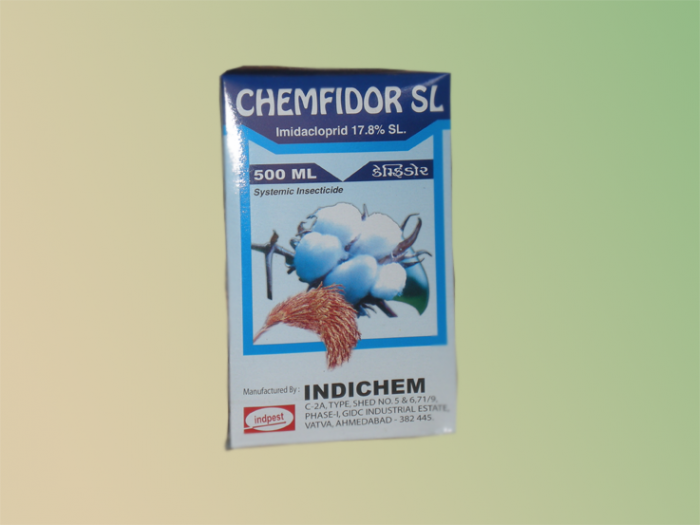 CHEMFIDOR SL
Imidacloprid 17.8% SL.
500 ML
કેમ્ફિડોર
Systemic Insecticide
Manufactured By :
INDICHEM
C-2A, TYPE, SHED NO. 5 & 6,71/9,
PHASE-I, GIDC INDUSTRIAL ESTATE,
VATVA, AHMEDABAD - 382 445.
indpest